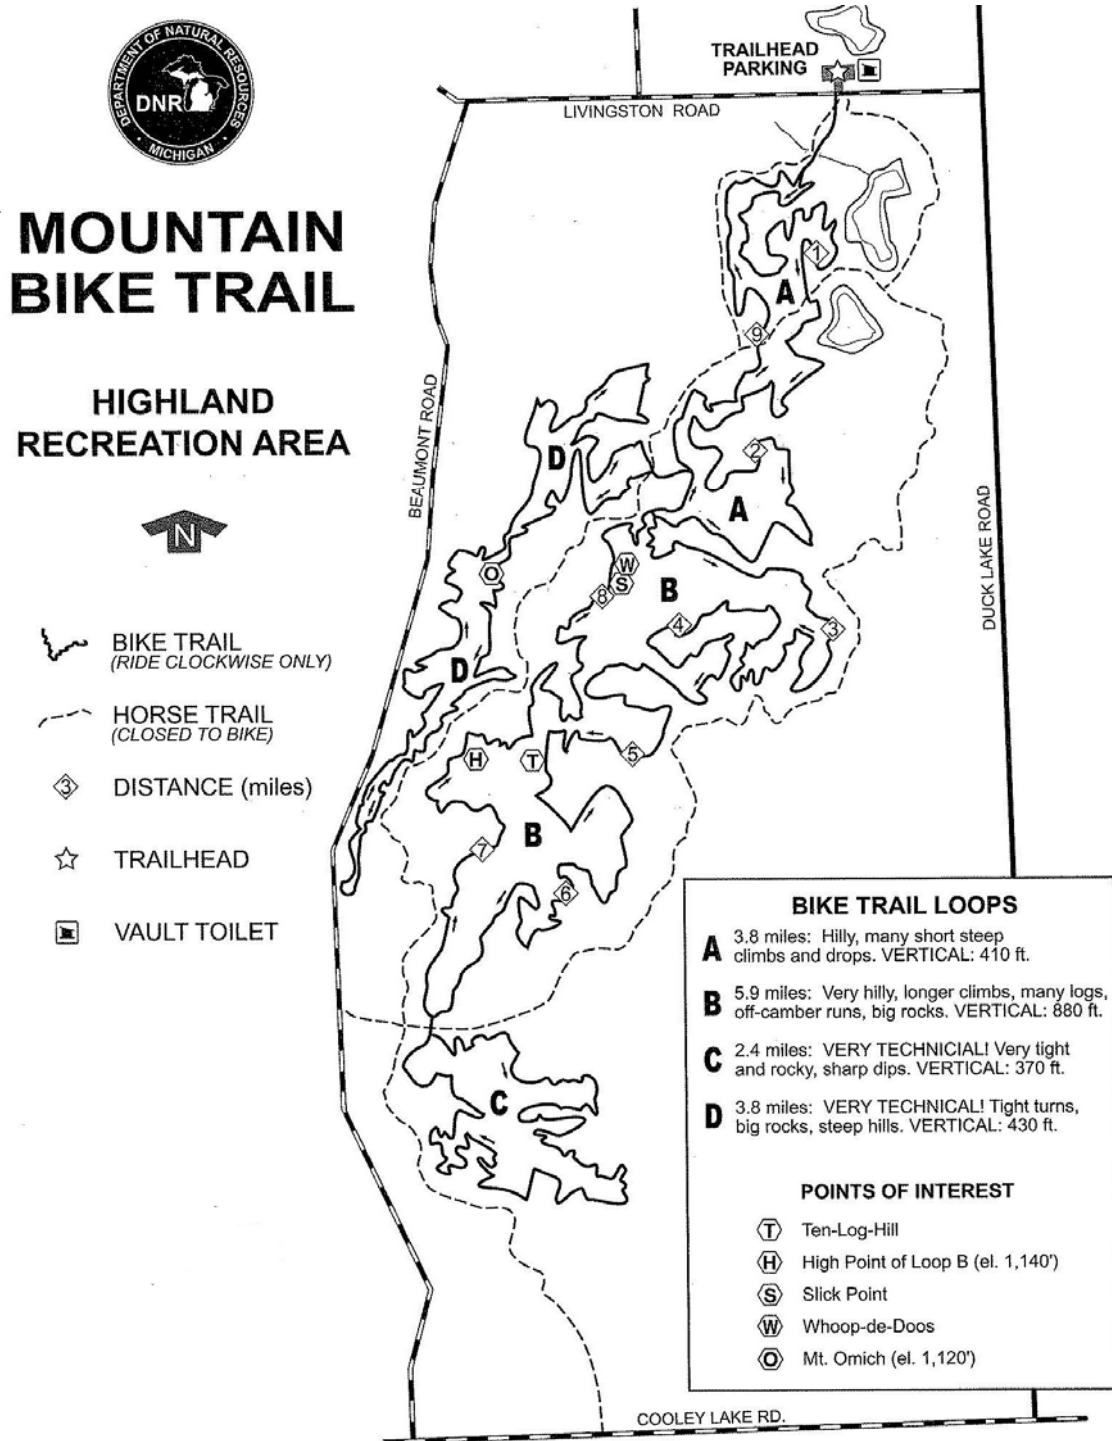 DEPARTMENT OF NATURAL RESOURCES
DNR
MICHIGAN
MOUNTAIN
BIKE TRAIL
HIGHLAND
RECREATION AREA
N
BIKE TRAIL
(RIDE CLOCKWISE ONLY)
HORSE TRAIL
(CLOSED TO BIKE)
3
DISTANCE (miles)
TRAILHEAD
VAULT TOILET
TRAILHEAD
PARKING
LIVINGSTON ROAD
BEAUMONT ROAD
DUCK LAKE ROAD
1
A
9
D
2
A
O
W
S
B
8
4
3
D
H
T
5
B
7
6
C
BIKE TRAIL LOOPS
A 3.8 miles: Hilly, many short steep
climbs and drops. VERTICAL: 410 ft.
B 5.9 miles: Very hilly, longer climbs, many logs,
off-camber runs, big rocks. VERTICAL: 880 ft.
C 2.4 miles: VERY TECHNICIAL! Very tight
and rocky, sharp dips. VERTICAL: 370 ft.
D 3.8 miles: VERY TECHNICAL! Tight turns,
big rocks, steep hills. VERTICAL: 430 ft.
POINTS OF INTEREST
T Ten-Log-Hill
H High Point of Loop B (el. 1,140')
S Slick Point
W Whoop-de-Doos
O Mt. Omich (el. 1,120')
COOLEY LAKE RD.